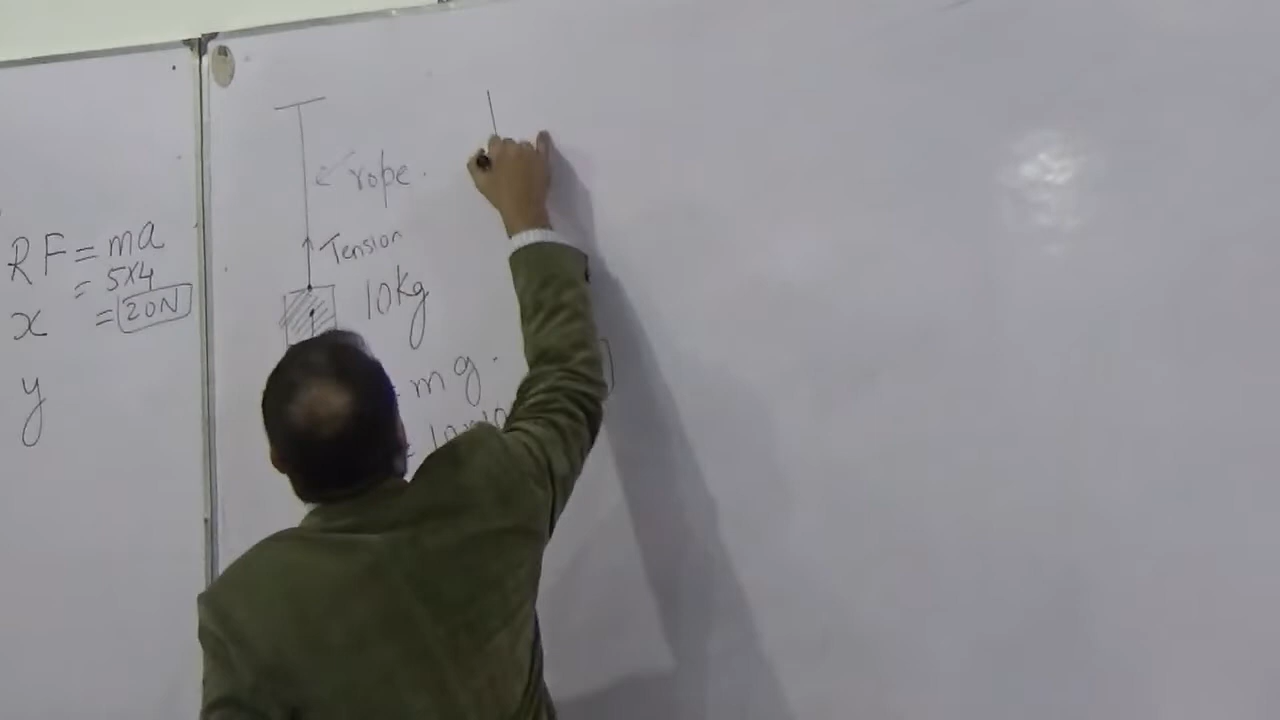 RF = ma
= 5x4
x = 20N
y
rope.
Tension
10kg
mg.